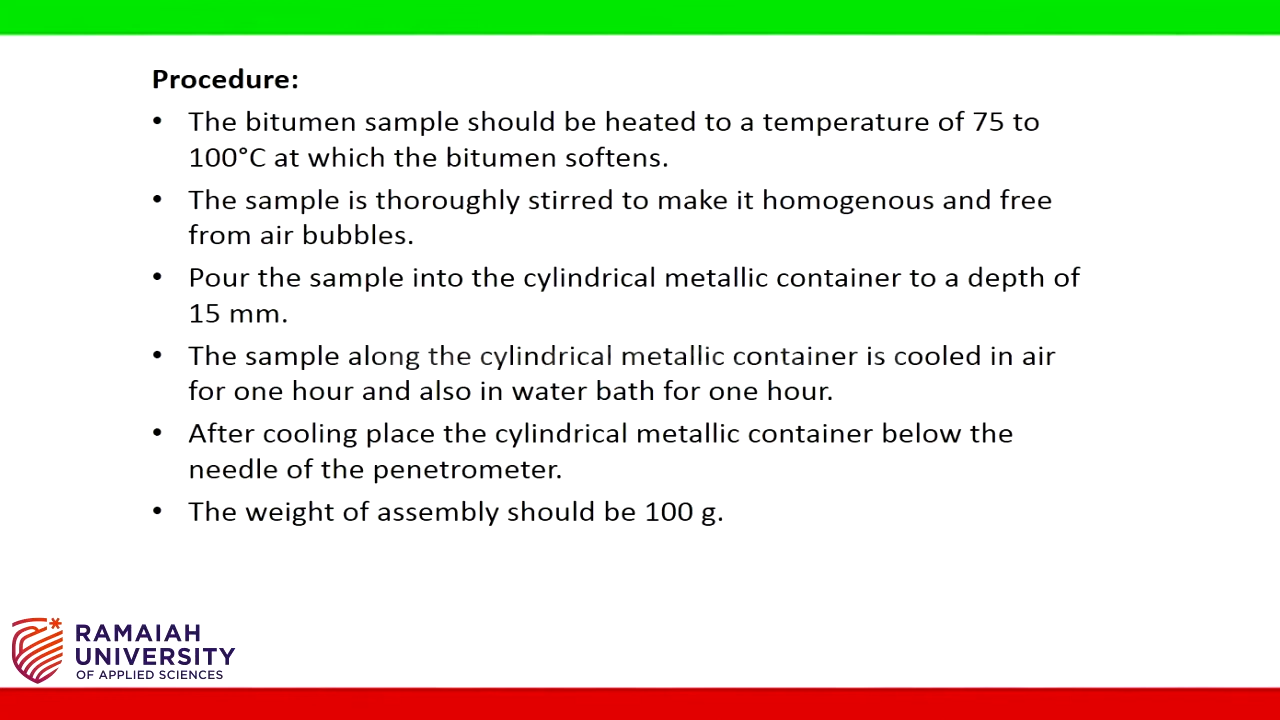 Procedure:
• The bitumen sample should be heated to a temperature of 75 to
100°C at which the bitumen softens.
• The sample is thoroughly stirred to make it homogenous and free
from air bubbles.
• Pour the sample into the cylindrical metallic container to a depth of
15 mm.
• The sample along the cylindrical metallic container is cooled in air
for one hour and also in water bath for one hour.
• After cooling place the cylindrical metallic container below the
needle of the penetrometer.
• The weight of assembly should be 100 g.
RAMAIAH
UNIVERSITY
OF APPLIED SCIENCES